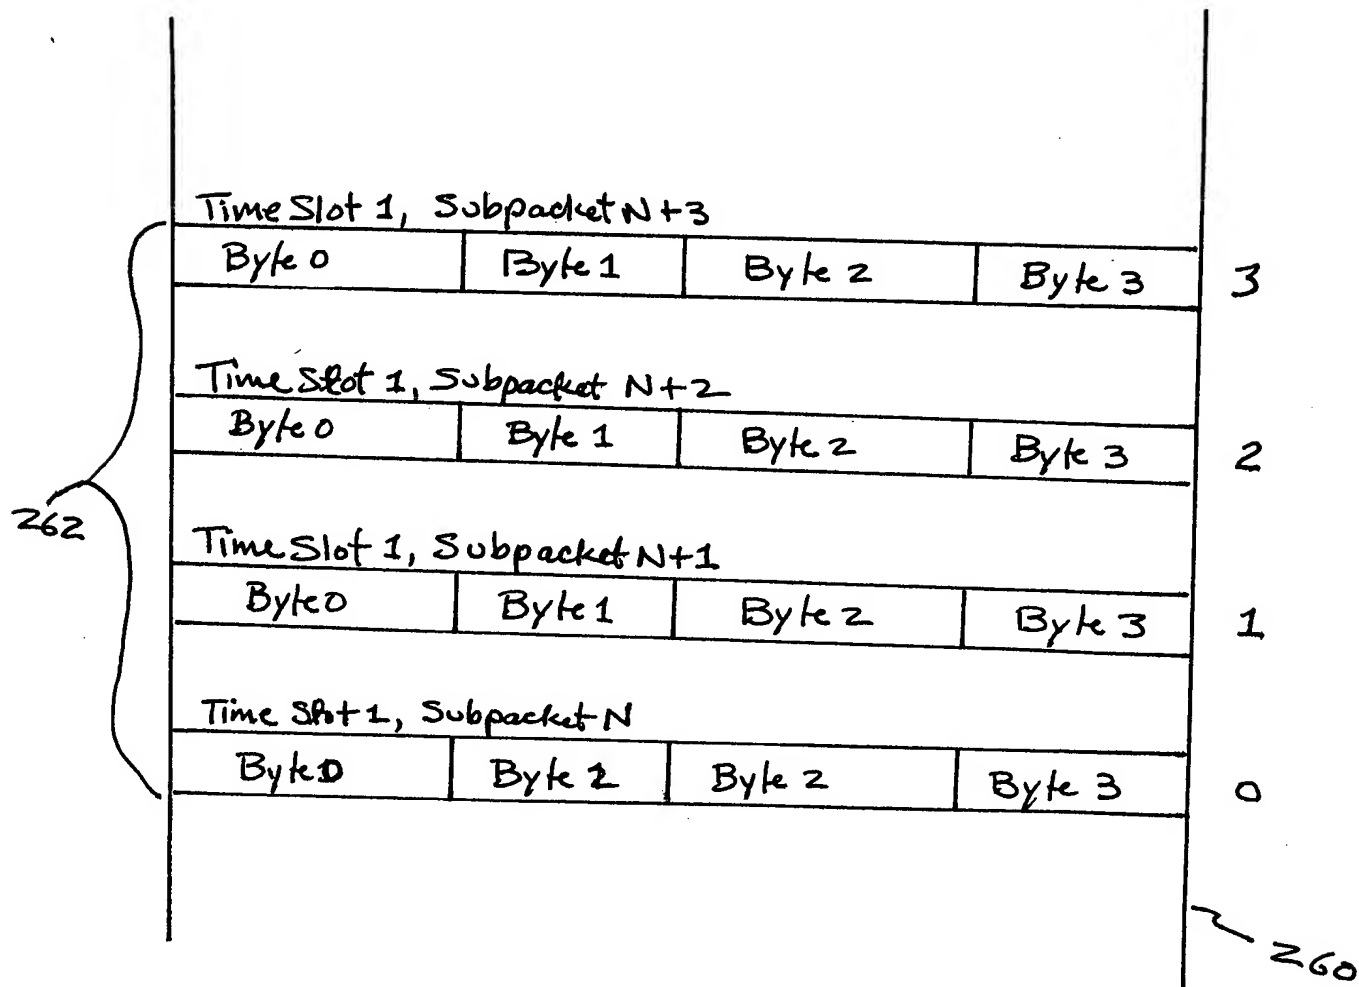 Time Slot 1, Subpacket N+3
Byte 0 Byte 1 Byte 2 Byte 3 3
Time Slot 1, Subpacket N+2
Byte 0 Byte 1 Byte 2 Byte 3 2
262
Time Slot 1, Subpacket N+1
Byte 0 Byte 1 Byte 2 Byte 3 1
Time Slot 1, Subpacket N
Byte 0 Byte 1 Byte 2 Byte 3 0
260